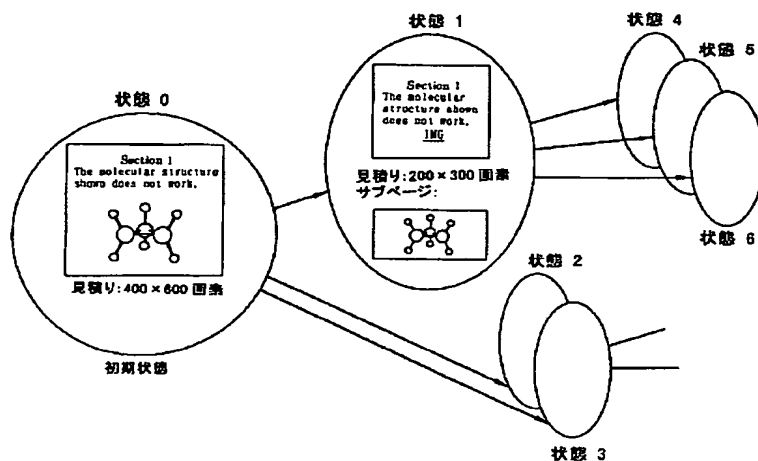 状態 0
Section 1
The molecular structure
shown does not work.
見積り:400×600 画素
初期状態
状態 1
Section 1
The molecular
structure shown
does not work.
IMG
見積り:200×300 画素
サブページ:
状態 4
状態 5
状態 6
状態 2
状態 3